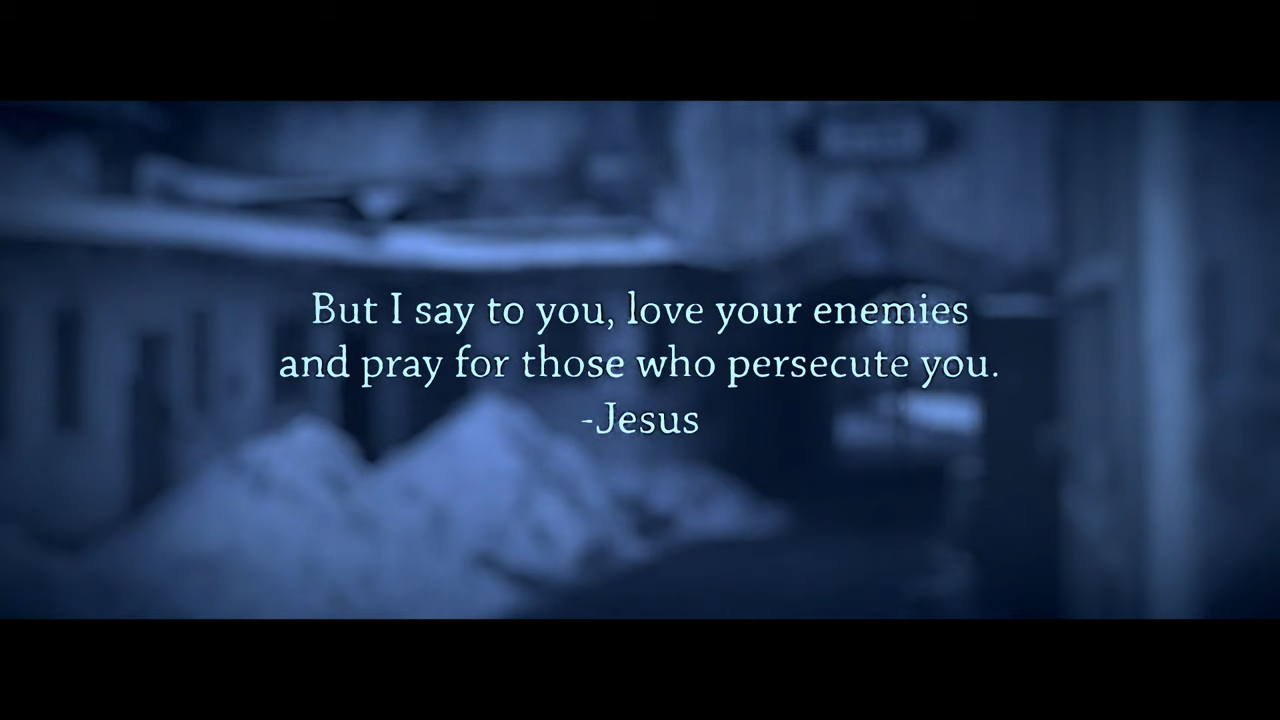 But I say to you, love your enemies
and pray for those who persecute you.
-Jesus